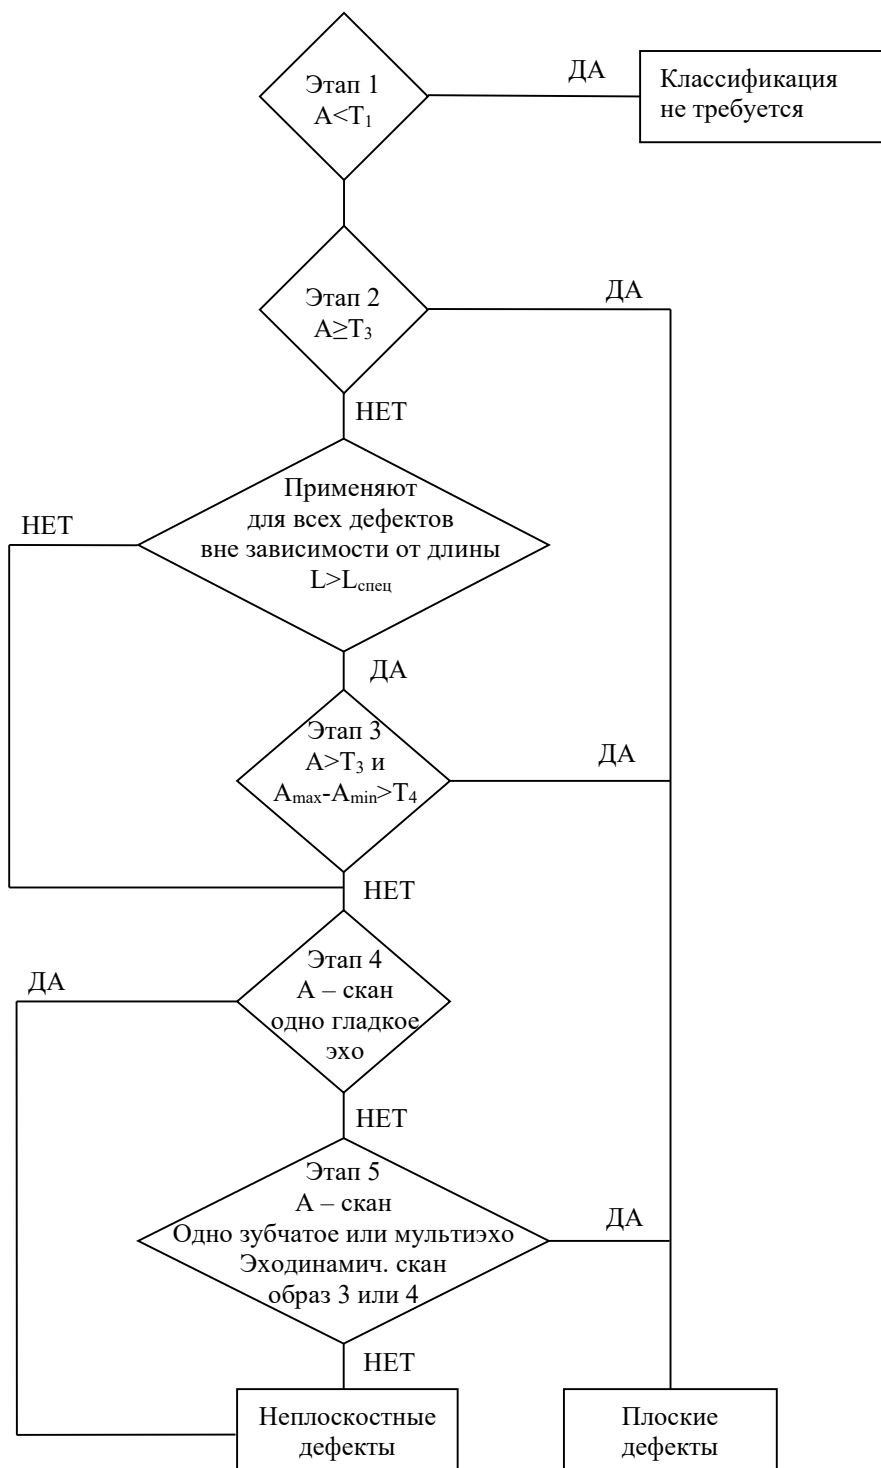 Этап 1
A<T₁
ДА
Классификация
не требуется
Этап 2
A≥T₃
ДА
НЕТ
Применяют
для всех дефектов
вне зависимости от длины
L>Lспец
НЕТ
ДА
Этап 3
A>T₃ и
Amax-Amin>T₄
ДА
НЕТ
Этап 4
А – скан
одно гладкое
эхо
ДА
НЕТ
Этап 5
А – скан
Одно зубчатое или мультиэхо
Эходинамич. скан
образ 3 или 4
ДА
НЕТ
Неплоскостные
дефекты
Плоские
дефекты